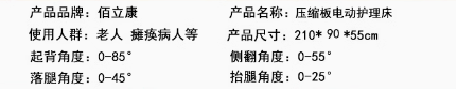 产品品牌：佰立康 产品名称：压缩板电动护理床
使用人群：老人 瘫痪病人等 产品尺寸：210* 90 *55cm
起背角度：0-85° 侧翻角度：0-55°
落腿角度：0-45° 抬腿角度：0-25°